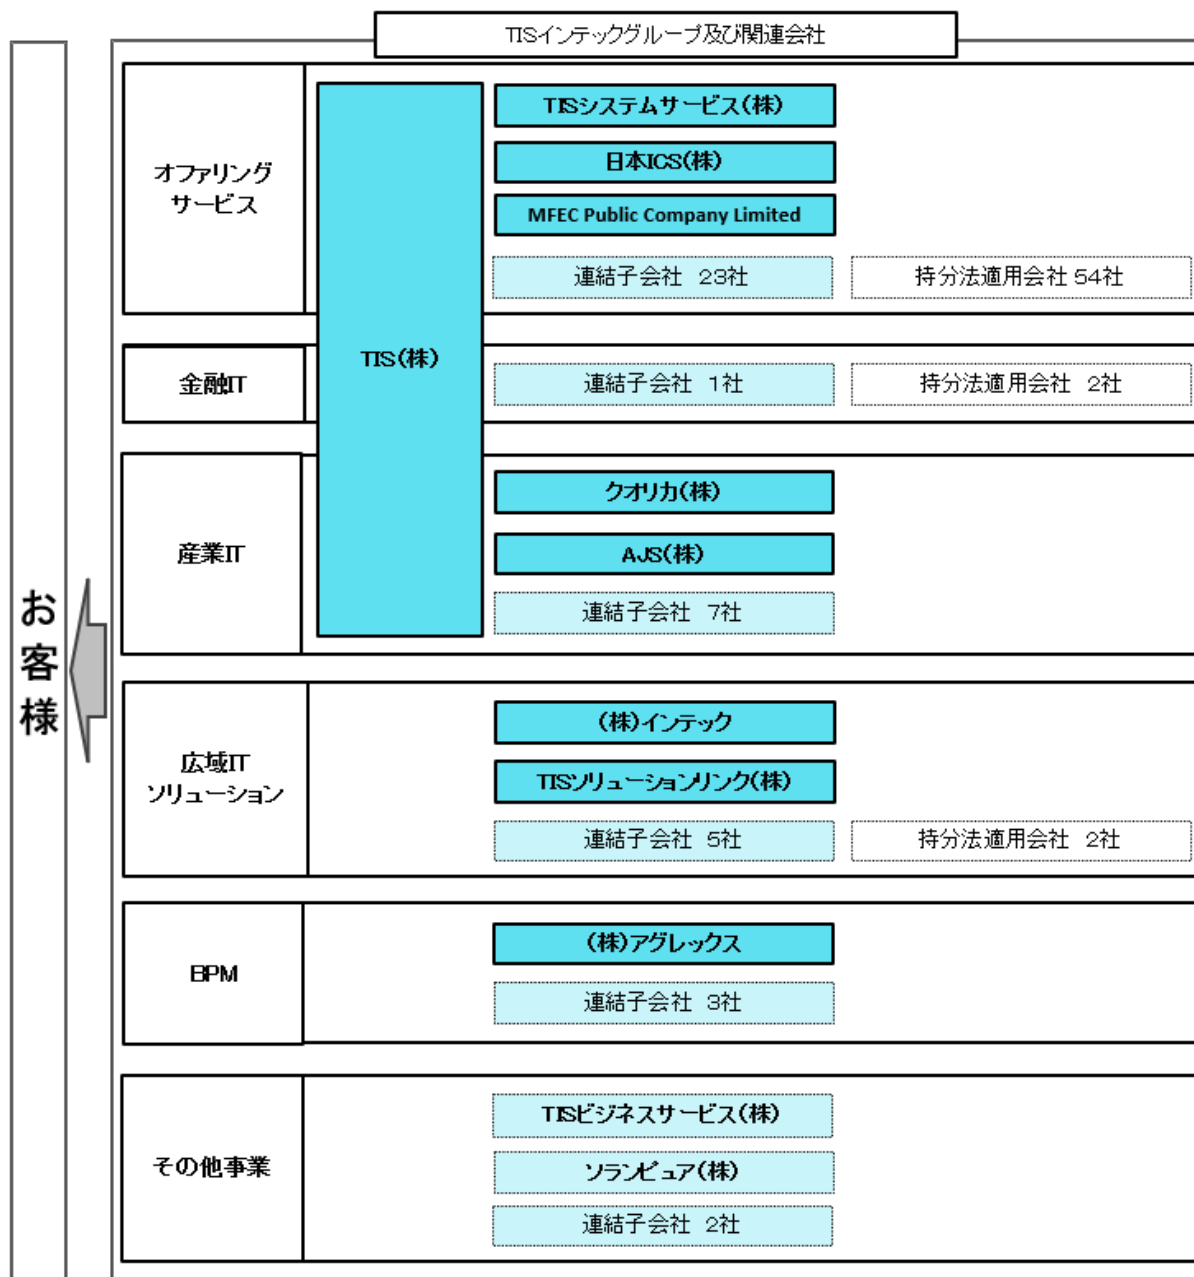 TISインテックグループ及び関連会社
お客様
オファリング
サービス
TIS(株)
TISシステムサービス(株)
日本ICS(株)
MFEC Public Company Limited
連結子会社 23社
持分法適用会社 54社
金融IT
連結子会社 1社
持分法適用会社 2社
産業IT
クオリカ(株)
AJS(株)
連結子会社 7社
広域IT
ソリューション
(株)インテック
TISソリューションリンク(株)
連結子会社 5社
持分法適用会社 2社
BPM
(株)アグレックス
連結子会社 3社
その他事業
TISビジネスサービス(株)
ソランピュア(株)
連結子会社 2社